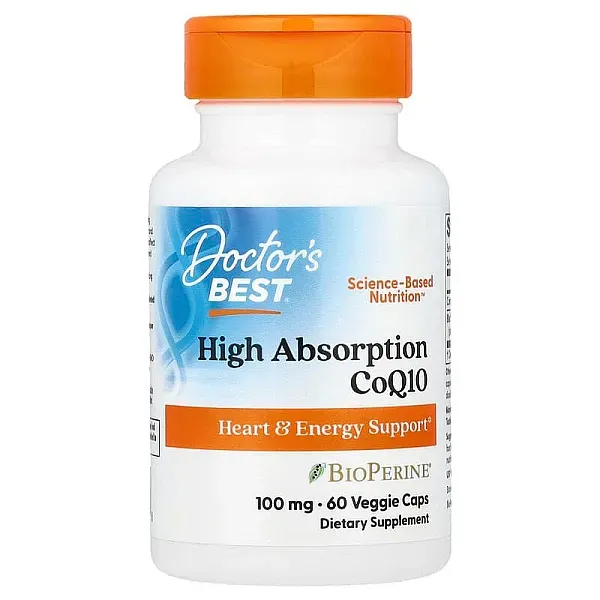 Doctor's
BEST®
Science-Based
Nutrition™
High Absorption
CoQ10
Heart & Energy Support
BIOPERINE®
100 mg · 60 Veggie Caps
Dietary Supplement